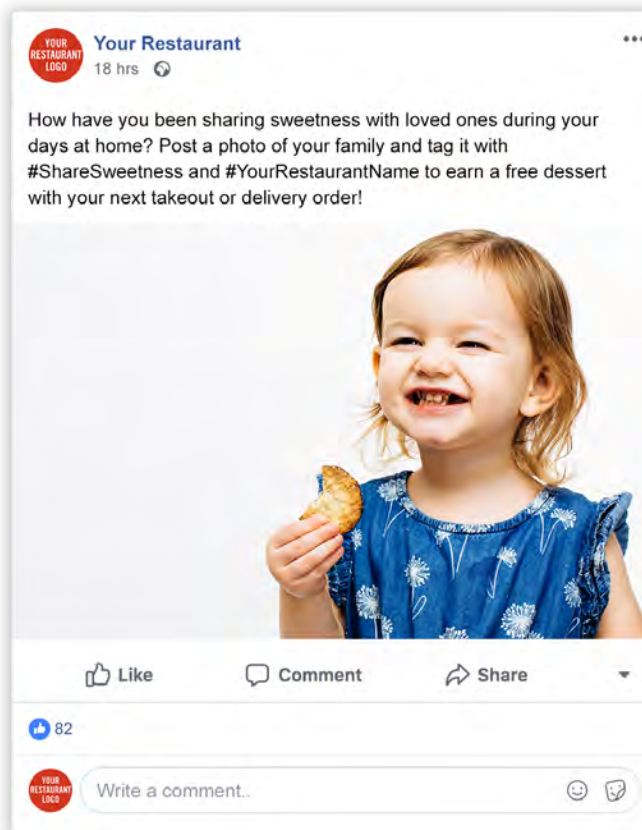 YOUR
RESTAURANT
LOGO
Your Restaurant
18 hrs
How have you been sharing sweetness with loved ones during your
days at home? Post a photo of your family and tag it with
#ShareSweetness and #YourRestaurantName to earn a free dessert
with your next takeout or delivery order!
Like
Comment
Share
82
YOUR
RESTAURANT
LOGO
Write a comment..